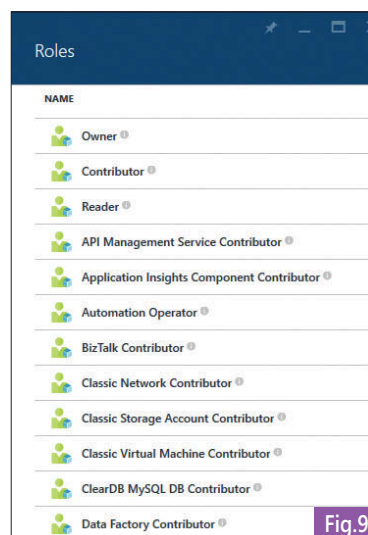 Roles
NAME
Owner
Contributor
Reader
API Management Service Contributor
Application Insights Component Contributor
Automation Operator
BizTalk Contributor
Classic Network Contributor
Classic Storage Account Contributor
Classic Virtual Machine Contributor
ClearDB MySQL DB Contributor
Data Factory Contributor
Fig.9